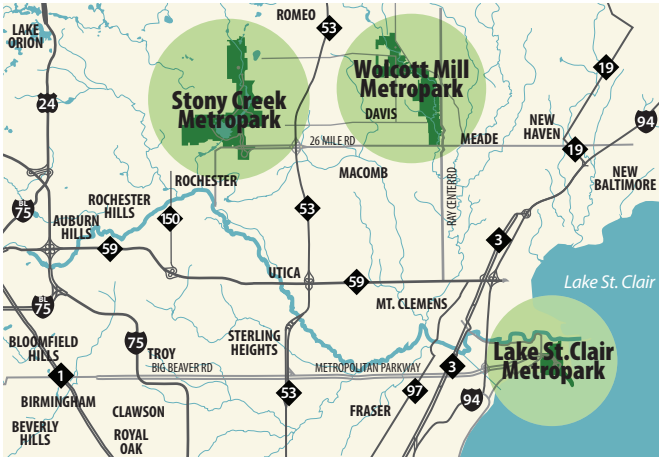 ROMEO
53
LAKE
ORION
19
Wolcott Mill
Metropark
Stony Creek
Metropark
24
DAVIS
NEW
HAVEN
94
26 MILE RD
MEADE
19
MACOMB
ROCHESTER
NEW
BALTIMORE
RAY CENTER RD
BL
75
ROCHESTER
HILLS
150
53
AUBURN
HILLS
59
3
UTICA
59
Lake St. Clair
BL
75
MT. CLEMENS
BLOOMFIELD
HILLS
75
TROY
STERLING
HEIGHTS
Lake St.Clair
Metropark
BIG BEAVER RD
METROPOLITAN PARKWAY
3
1
53
97
94
BIRMINGHAM
CLAWSON
FRASER
BEVERLY
HILLS
ROYAL
OAK